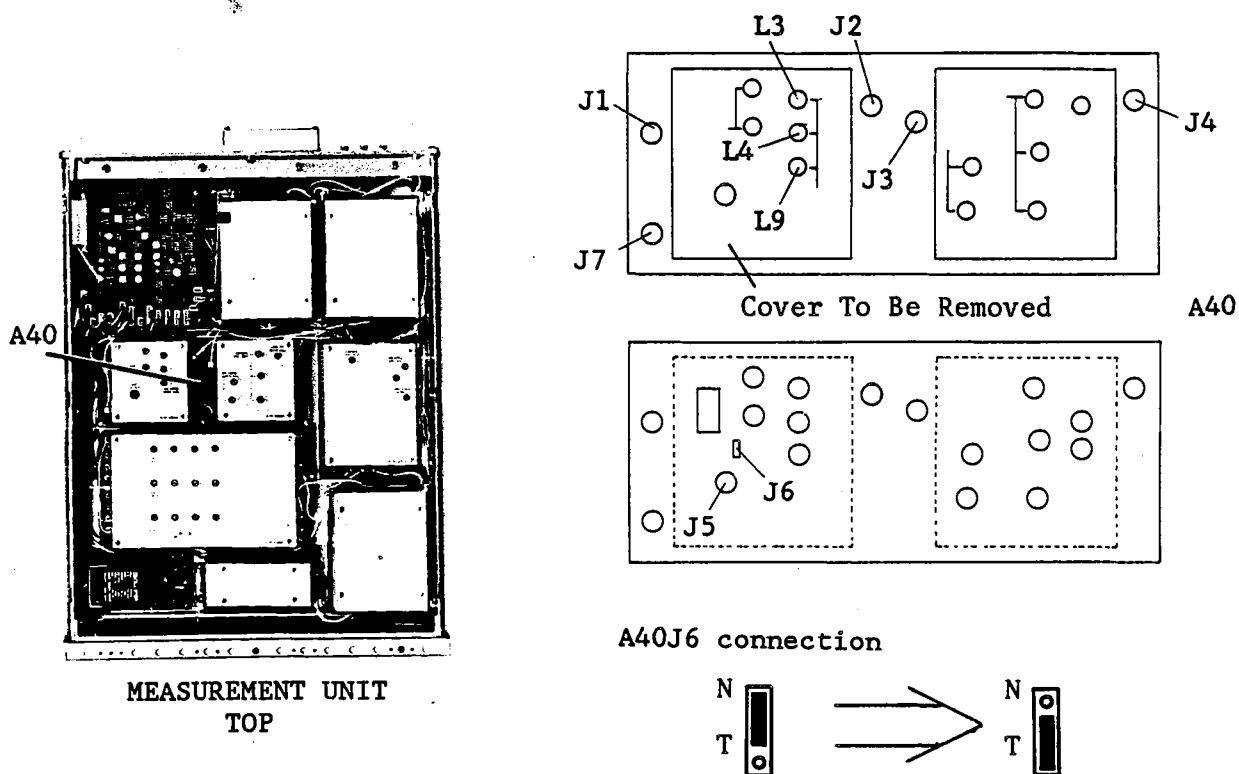 A40
MEASUREMENT UNIT
TOP
L3
J2
J1
J4
L4
J3
L9
J7
Cover To Be Removed
A40
J6
J5
A40J6 connection
N
T
N
T